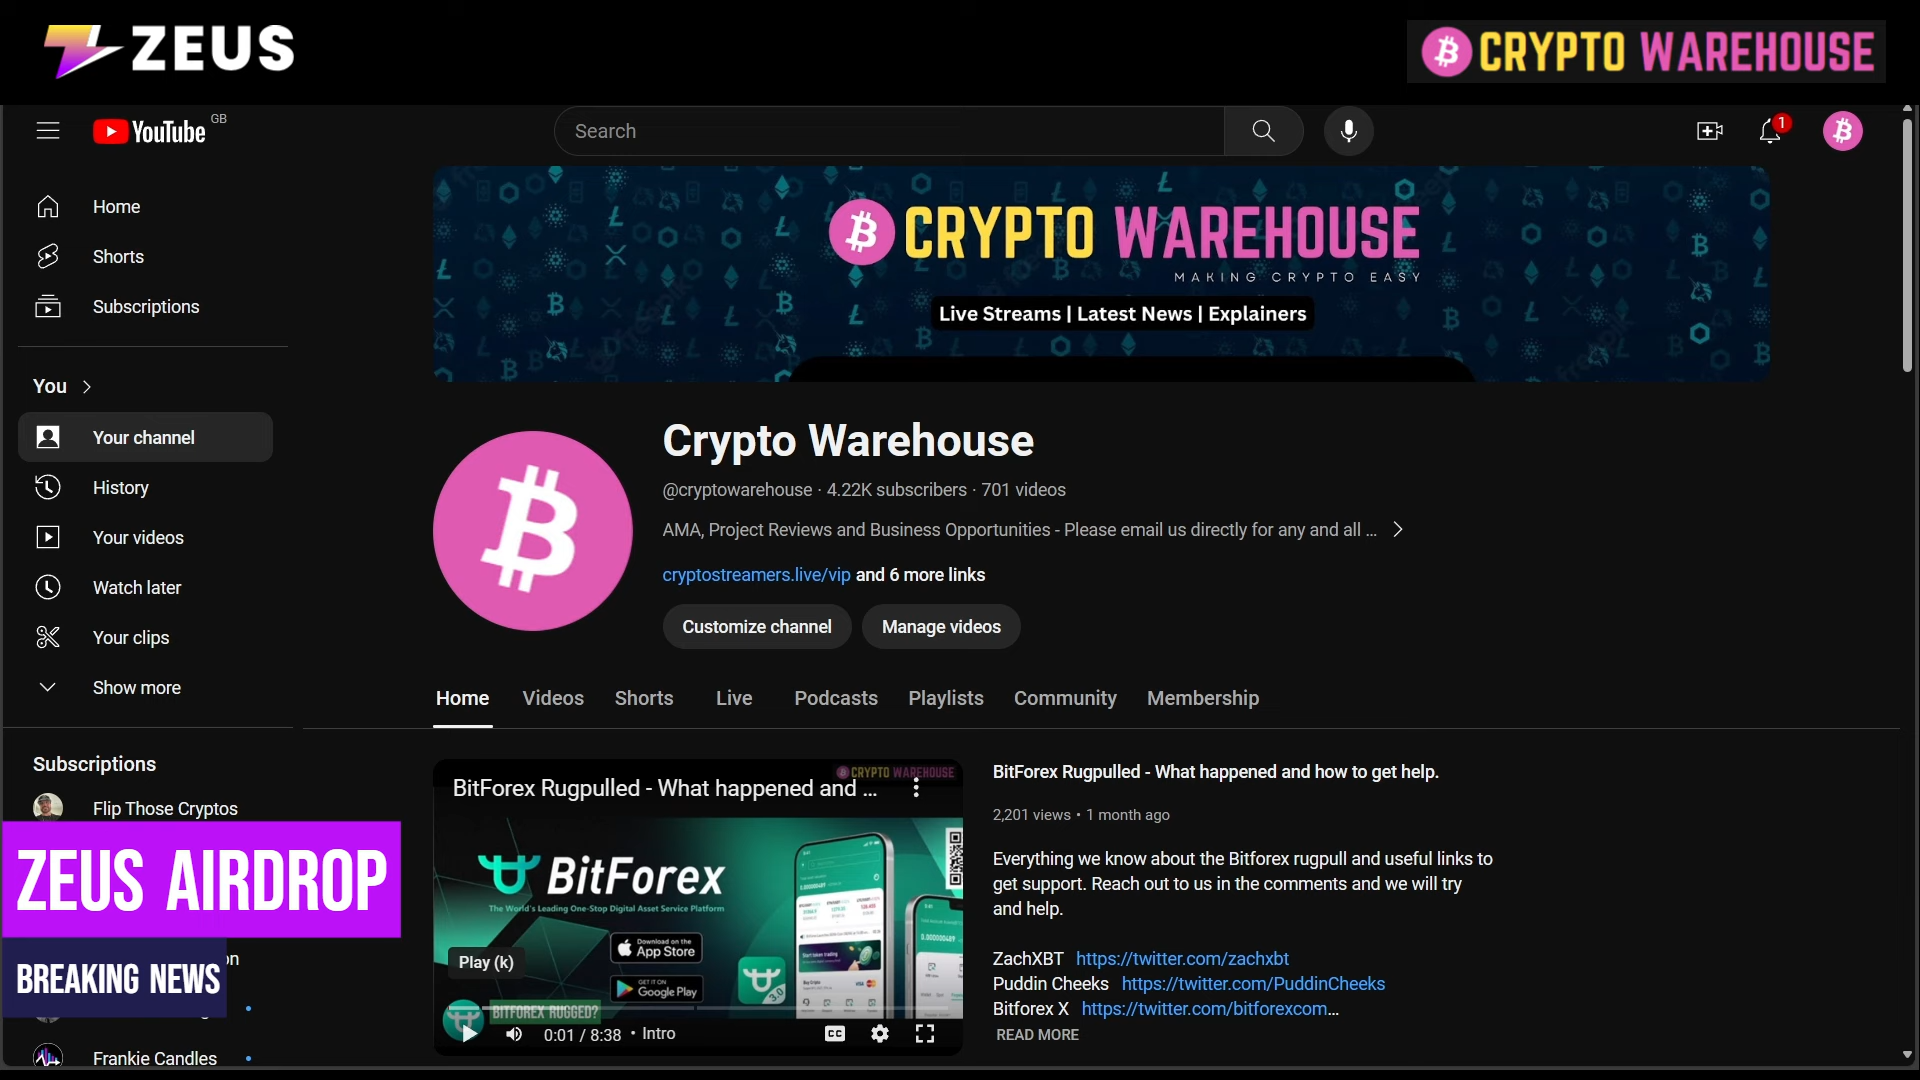 ZEUS
CRYPTO WAREHOUSE
YouTube GB
Search
1
Home
Shorts
Subscriptions
You
Your channel
History
Your videos
Watch later
Your clips
Show more
Subscriptions
Flip Those Cryptos
on
Frankie Candles
ZEUS AIRDROP
BREAKING NEWS
CRYPTO WAREHOUSE
MAKING CRYPTO EASY
Live Streams | Latest News | Explainers
Crypto Warehouse
@cryptowarehouse · 4.22K subscribers · 701 videos
AMA, Project Reviews and Business Opportunities - Please email us directly for any and all ...
cryptostreamers.live/vip and 6 more links
Customize channel
Manage videos
Home Videos Shorts Live Podcasts Playlists Community Membership
CRYPTO WAREHOUSE
BitForex Rugpulled - What happened and ...
BitForex
The World's Leading One-Stop Digital Asset Service Platform
Download on the
App Store
GET IT ON
Google Play
3.0
Play (k)
BITFOREX RUGGED?
0:01 / 8:38 • Intro
CC
BitForex Rugpulled - What happened and how to get help.
2,201 views • 1 month ago
Everything we know about the Bitforex rugpull and useful links to
get support. Reach out to us in the comments and we will try
and help.
ZachXBT https://twitter.com/zachxbt
Puddin Cheeks https://twitter.com/PuddinCheeks
Bitforex X https://twitter.com/bitforexcom...
READ MORE